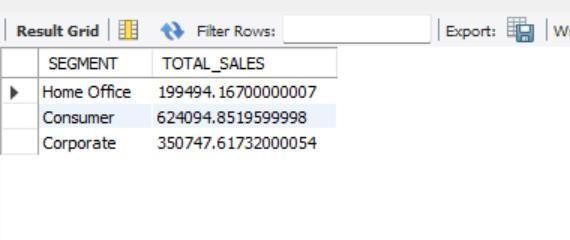 Result Grid Filter Rows: Export: W
SEGMENT TOTAL_SALES
Home Office 199494.16700000007
Consumer 624094.8519599998
Corporate 350747.61732000054